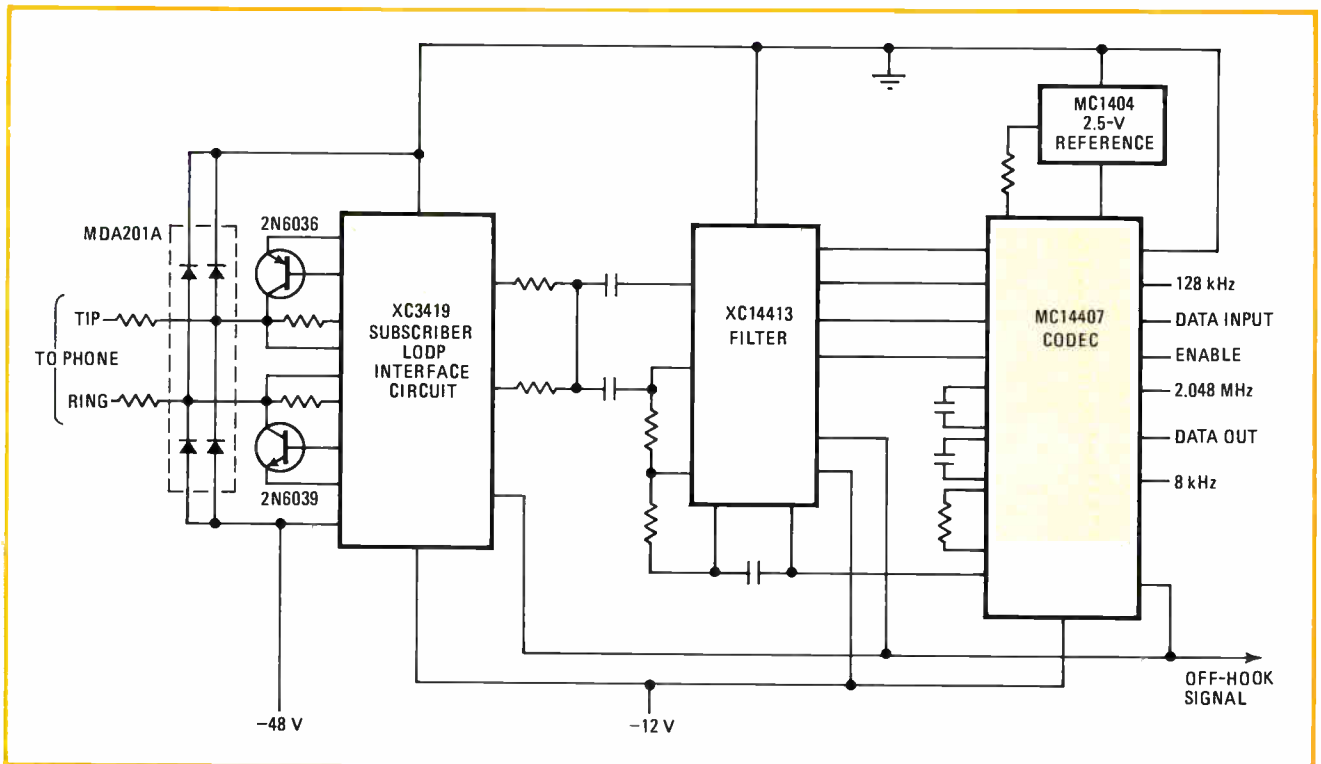 MC1404
2.5-V
REFERENCE
MDA201A
2N6036
TIP
TO PHONE
RING
2N6039
XC3419
SUBSCRIBER
LODP
INTERFACE
CIRCUIT
XC14413
FILTER
MC14407
CODEC
128 kHz
DATA INPUT
ENABLE
2.048 MHz
DATA OUT
8 kHz
OFF-HOOK
SIGNAL
−48 V
−12 V